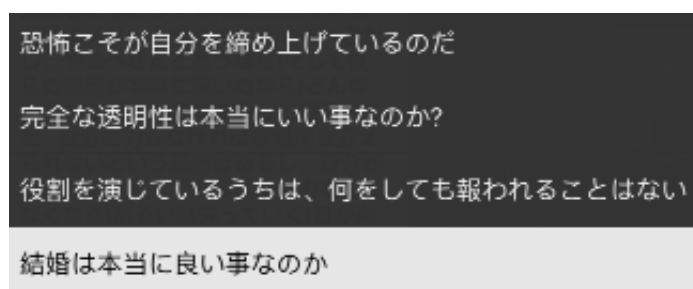 恐怖こそが自分を締め上げているのだ
完全な透明性は本当にいい事なのか?
役割を演じているうちは、何をしても報われることはない
結婚は本当に良い事なのか